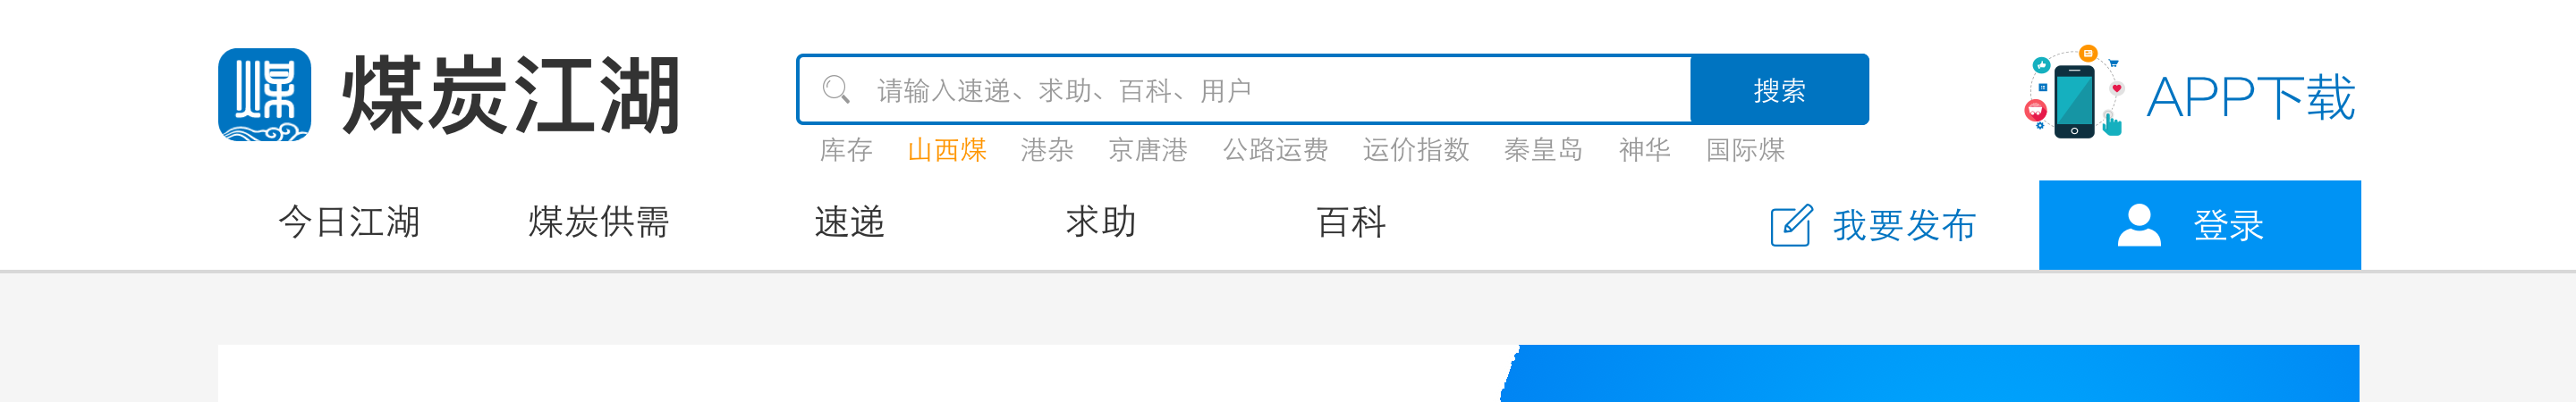 煤 煤炭江湖
请输入速递、求助、百科、用户 搜索
APP下载
库存 山西煤 港杂 京唐港 公路运费 运价指数 秦皇岛 神华 国际煤
今日江湖 煤炭供需 速递 求助 百科 我要发布 登录